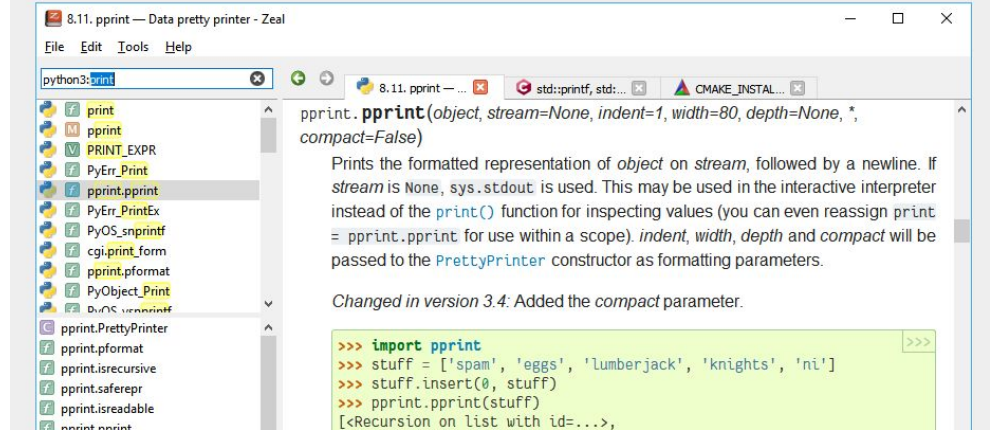 8.11. pprint — Data pretty printer - Zeal
File Edit Tools Help
python3:print
print
pprint
PRINT_EXPR
PyErr_Print
pprint.pprint
PyErr_PrintEx
PyOS_snprintf
cgi.print_form
pprint.pformat
PyObject_Print
PyOS_vsnprintf
pprint.PrettyPrinter
pprint.pformat
pprint.isrecursive
pprint.saferepr
pprint.isreadable
pprint.pprint
8.11. pprint — ... std::printf, std:... CMAKE_INSTAL...
pprint.pprint(object, stream=None, indent=1, width=80, depth=None, *,
compact=False)
Prints the formatted representation of object on stream, followed by a newline. If
stream is None, sys.stdout is used. This may be used in the interactive interpreter
instead of the print() function for inspecting values (you can even reassign print
= pprint.pprint for use within a scope). indent, width, depth and compact will be
passed to the PrettyPrinter constructor as formatting parameters.
Changed in version 3.4: Added the compact parameter.
>>>
>>> import pprint
>>> stuff = ['spam', 'eggs', 'lumberjack', 'knights', 'ni']
>>> stuff.insert(0, stuff)
>>> pprint.pprint(stuff)
[<Recursion on list with id=...>,